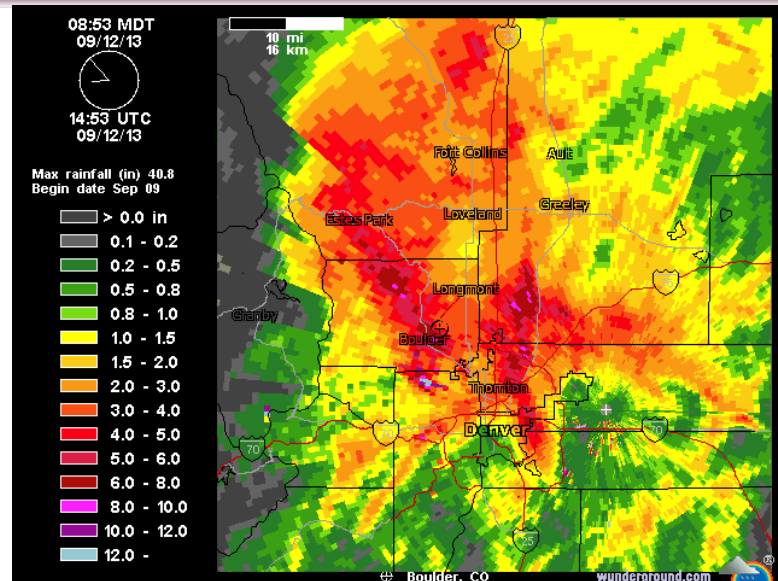 08:53 MDT
09/12/13
14:53 UTC
09/12/13
Max rainfall (in) 40.8
Begin date Sep 09
> 0.0 in
0.1 - 0.2
0.2 - 0.5
0.5 - 0.8
0.8 - 1.0
1.0 - 1.5
1.5 - 2.0
2.0 - 3.0
3.0 - 4.0
4.0 - 5.0
5.0 - 6.0
6.0 - 8.0
8.0 - 10.0
10.0 - 12.0
12.0 -
10 mi
16 km
25
Fort Collins
Ault
Estes Park
Loveland
Greeley
76
Longmont
Granby
Boulder
Thornton
Denver
70
70
70
25
Boulder, CO
wunderground.com
®